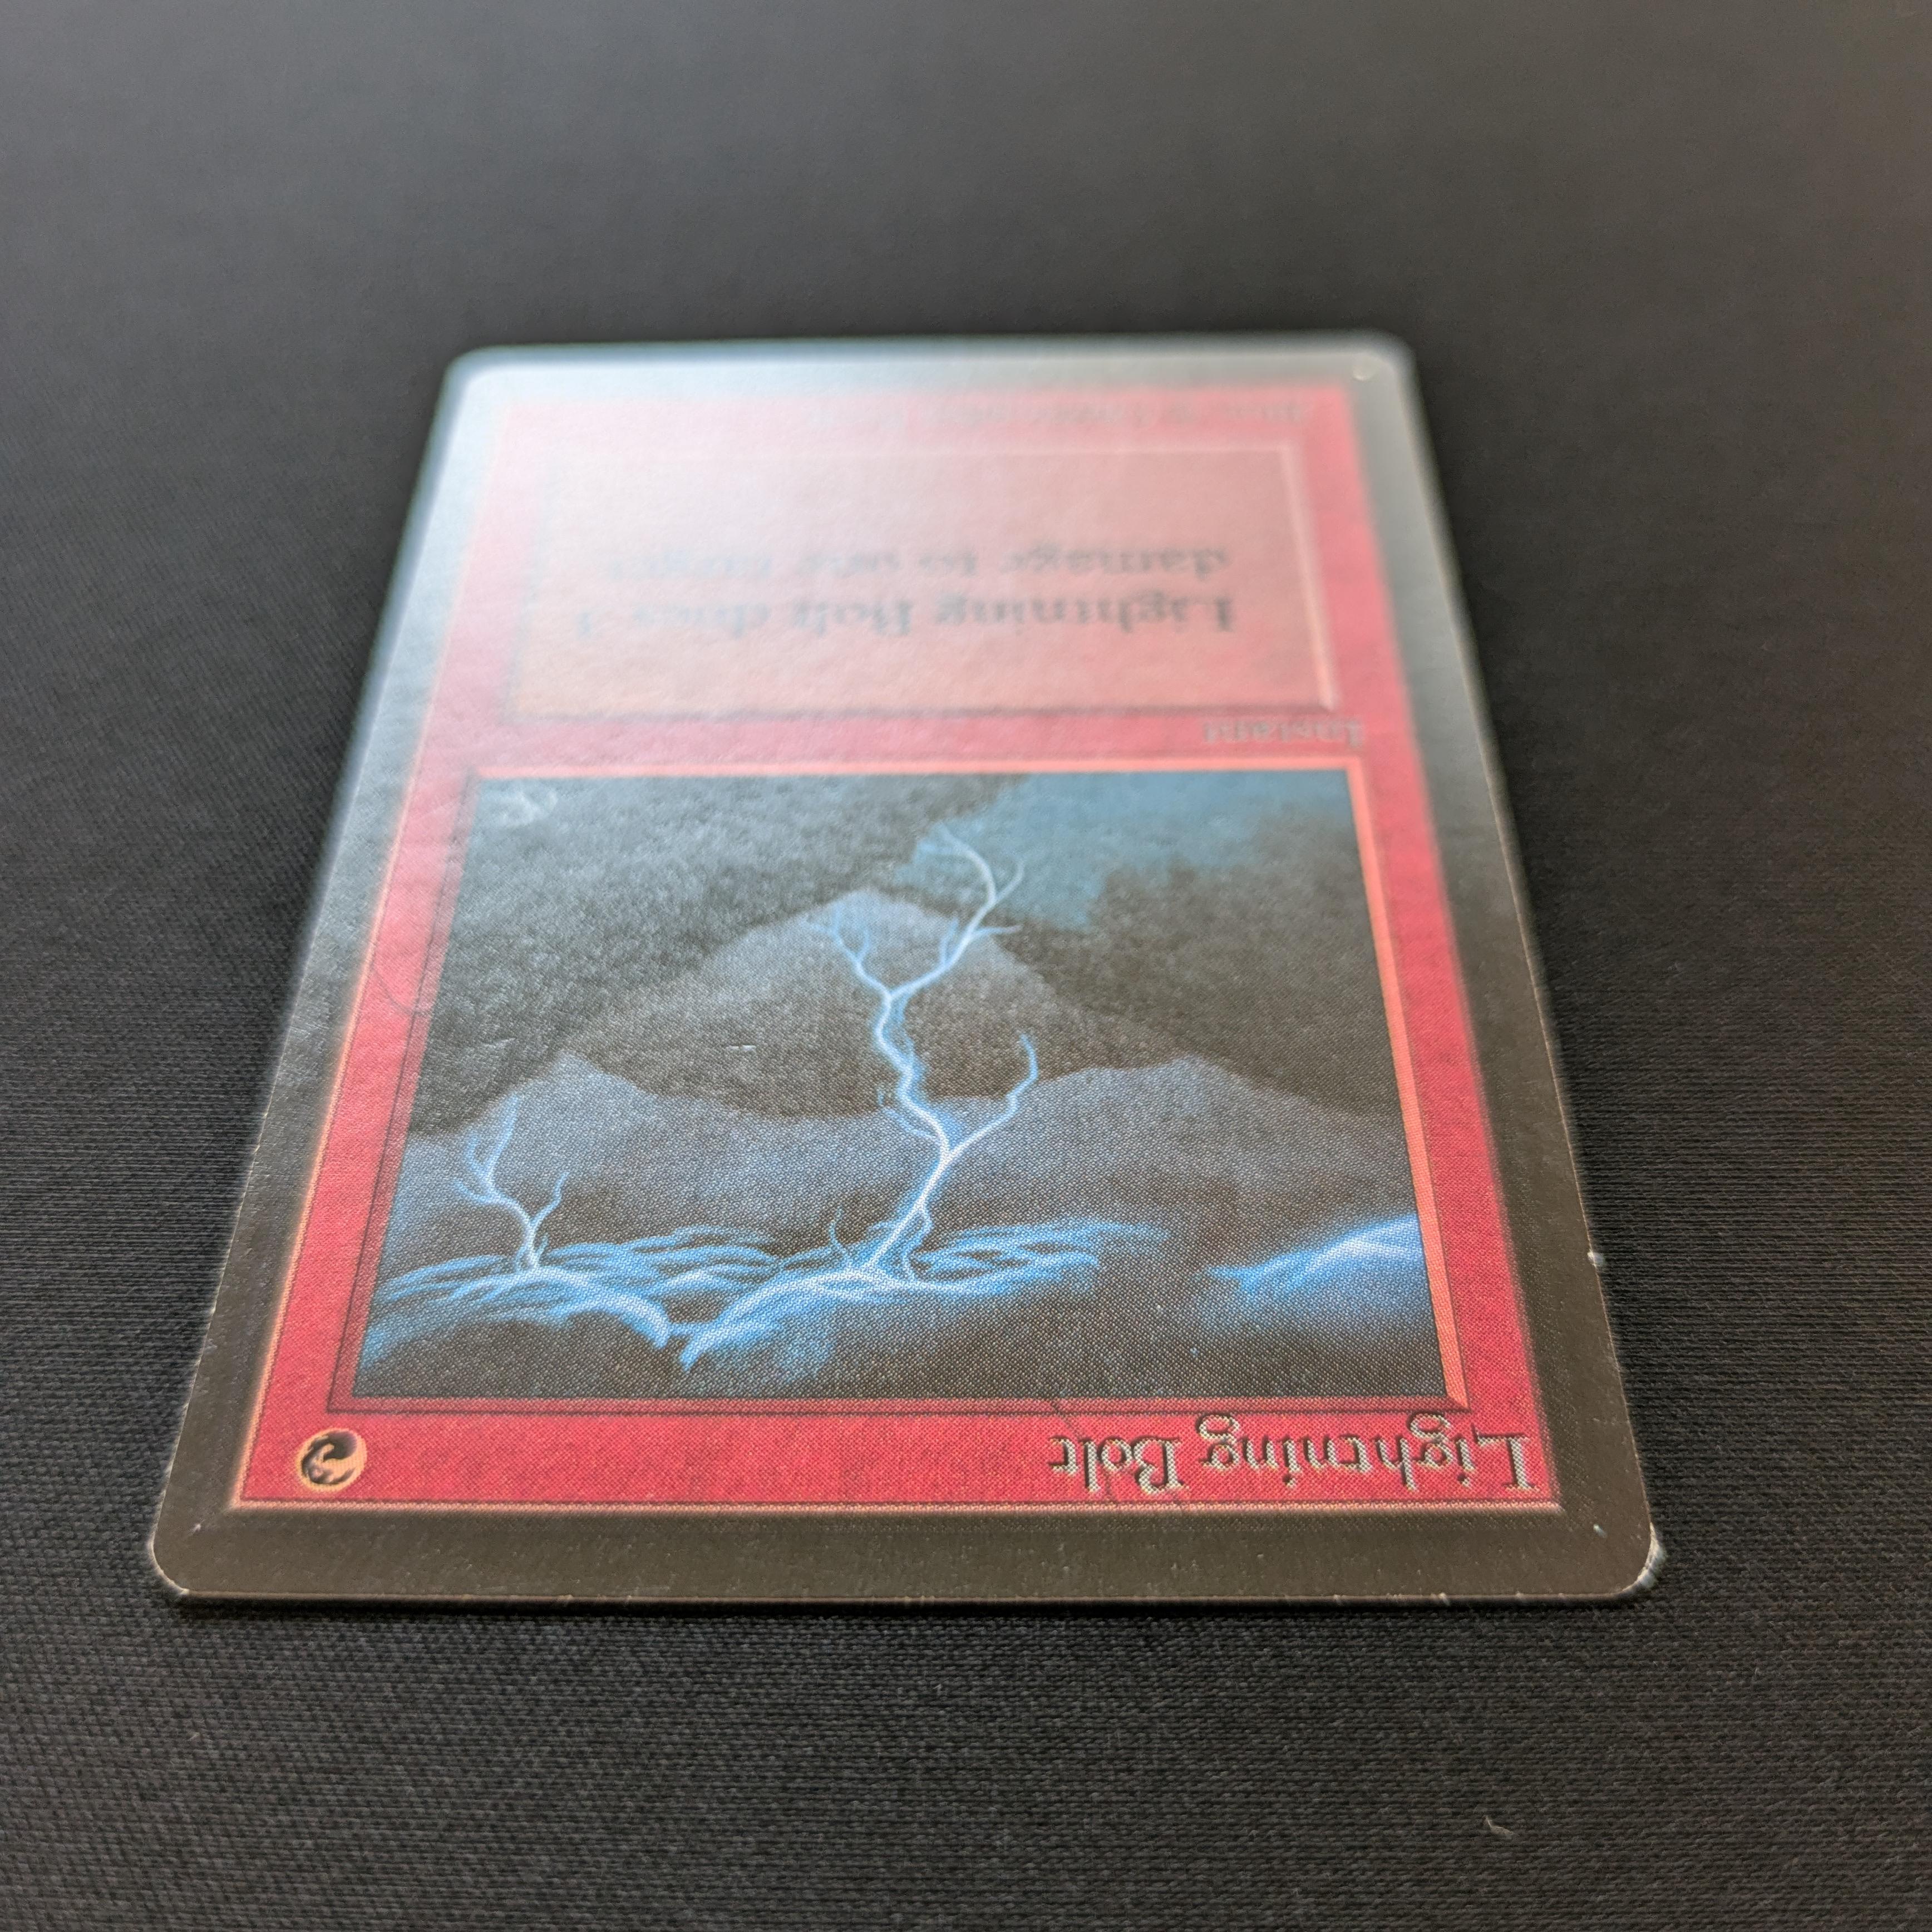 Lightning Bolt
Instant
Lightning Bolt does 3
damage to one target.